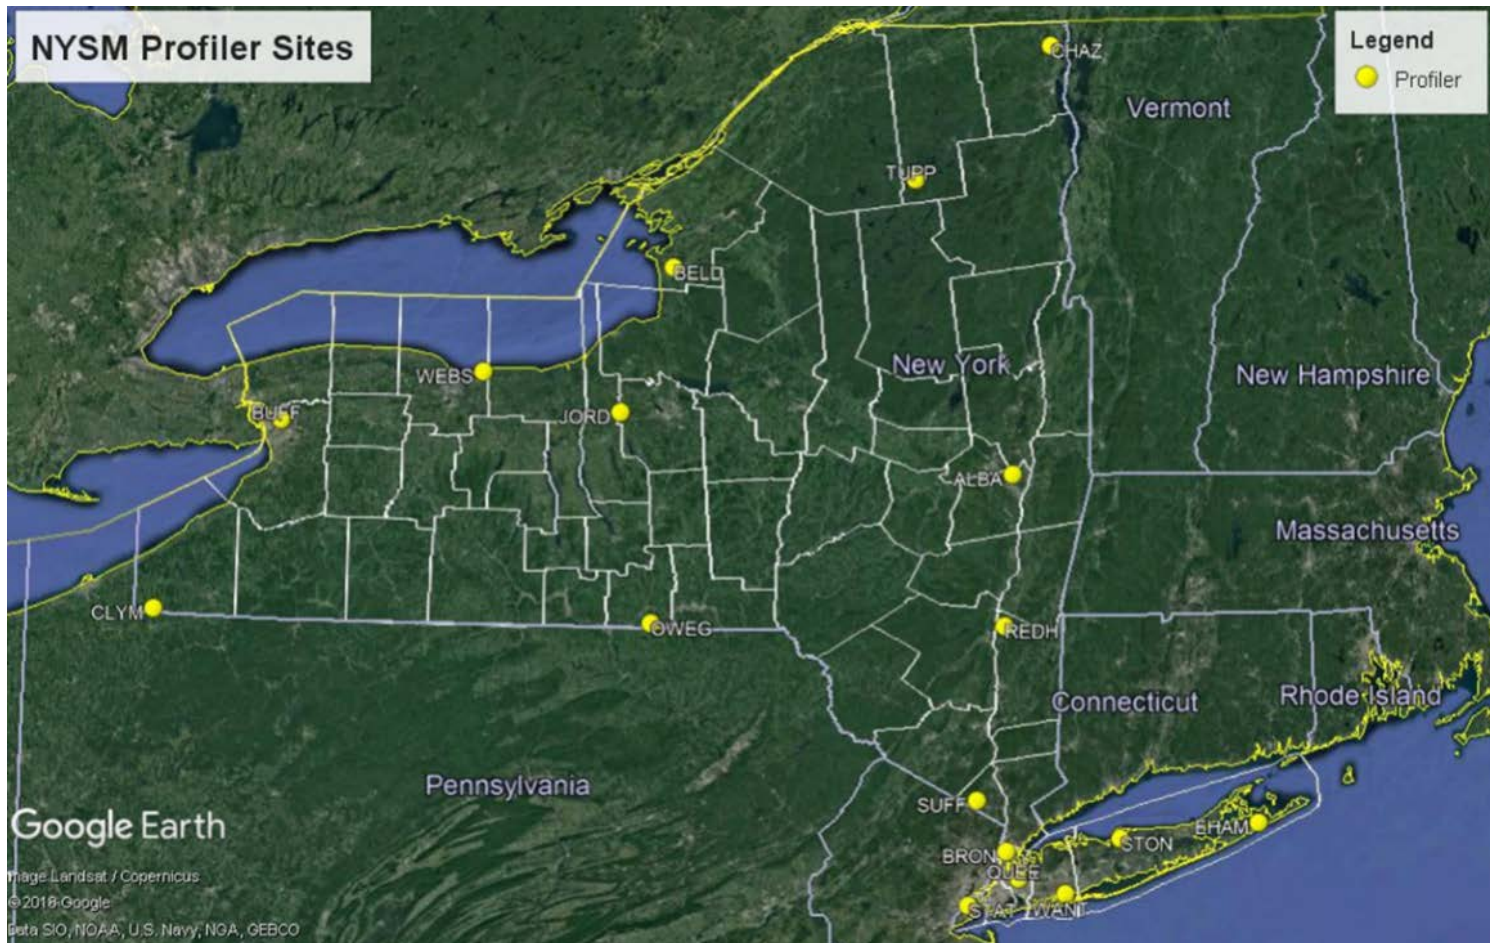 NYSM Profiler Sites
Legend
Profiler
CHAZ
Vermont
TUPP
BELD
New York
New Hampshire
WEBS
BUFF
JORD
ALBA
Massachusetts
CLYM
OWEG
REDH
Connecticut
Rhode Island
Pennsylvania
SUFF
Google Earth
EHAM
STON
BRON
QUEE
STAT
WANT
mage Landsat / Copernicus
© 2018 Google
Data SIO, NOAA, U.S. Navy, NGA, GEBCO